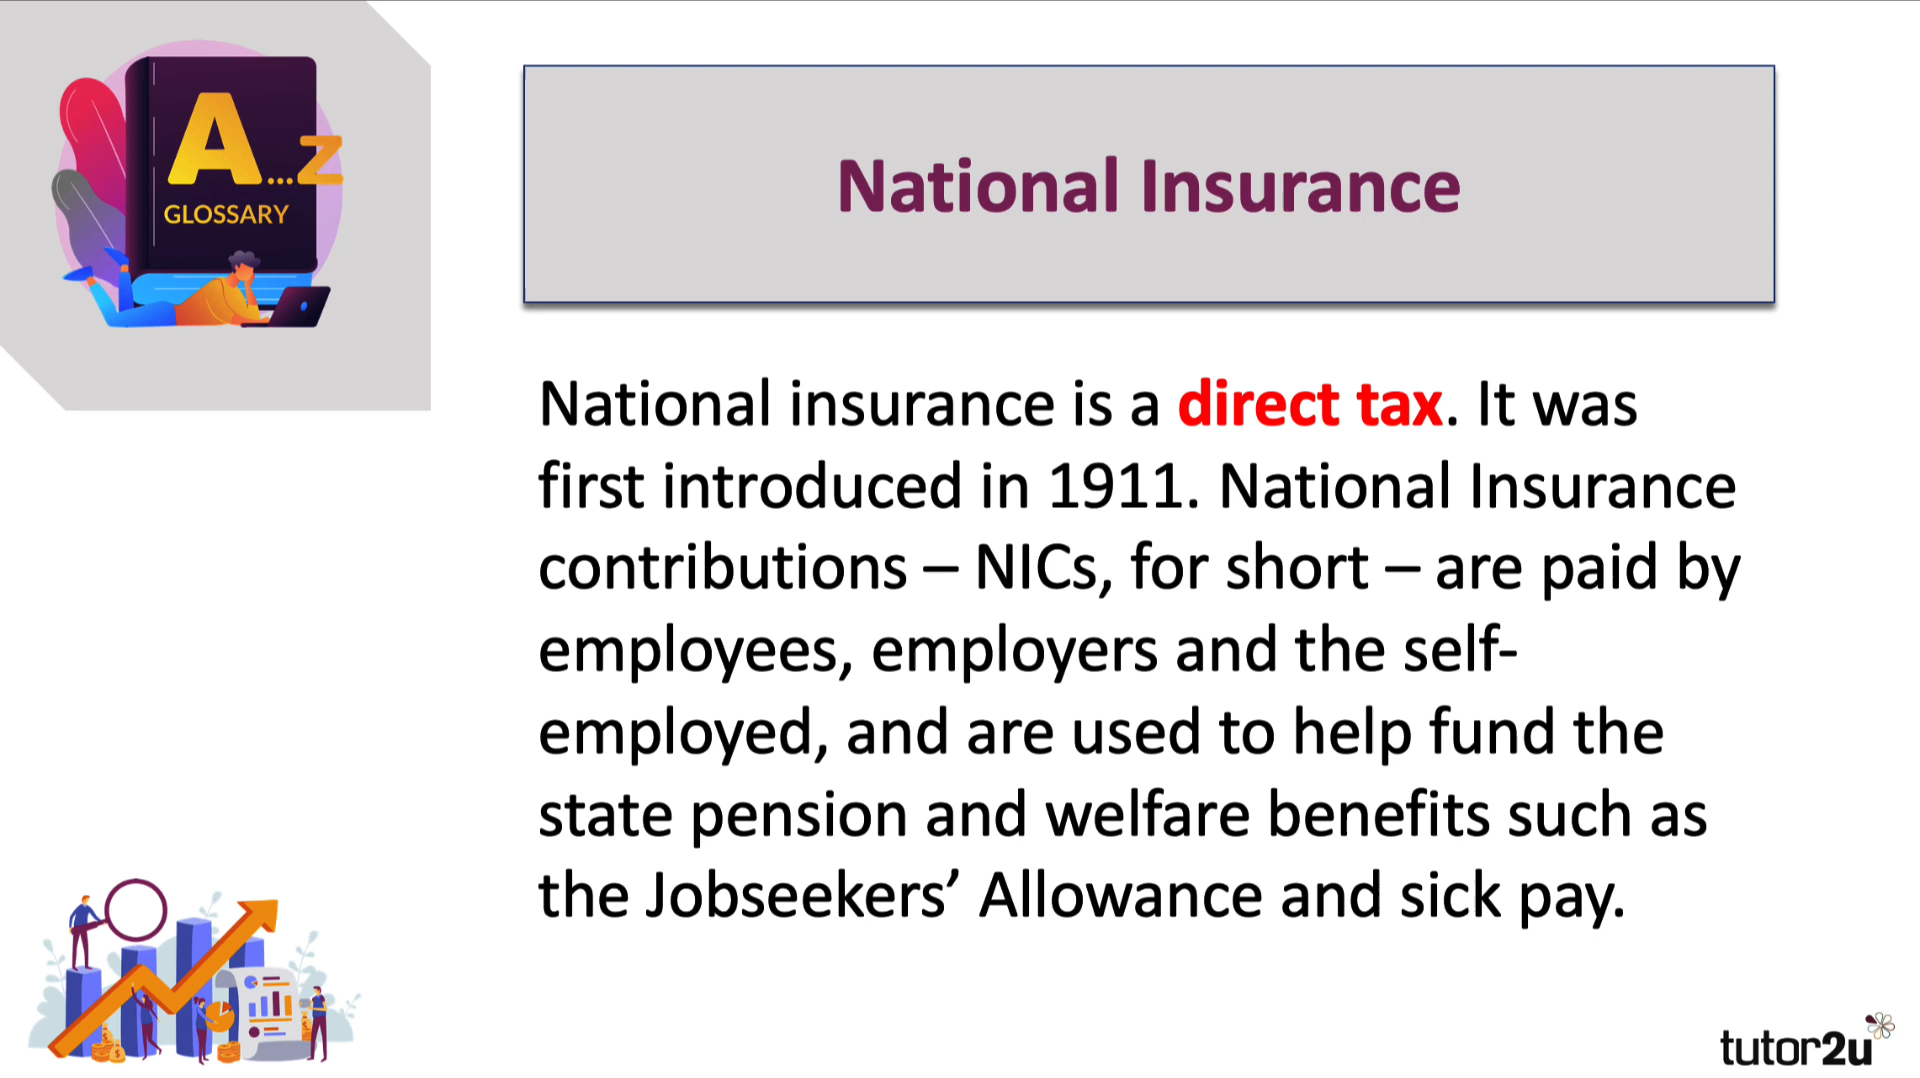 A...Z
GLOSSARY
National Insurance
National insurance is a direct tax. It was
first introduced in 1911. National Insurance
contributions – NICs, for short – are paid by
employees, employers and the self-
employed, and are used to help fund the
state pension and welfare benefits such as
the Jobseekers’ Allowance and sick pay.
tutor2u